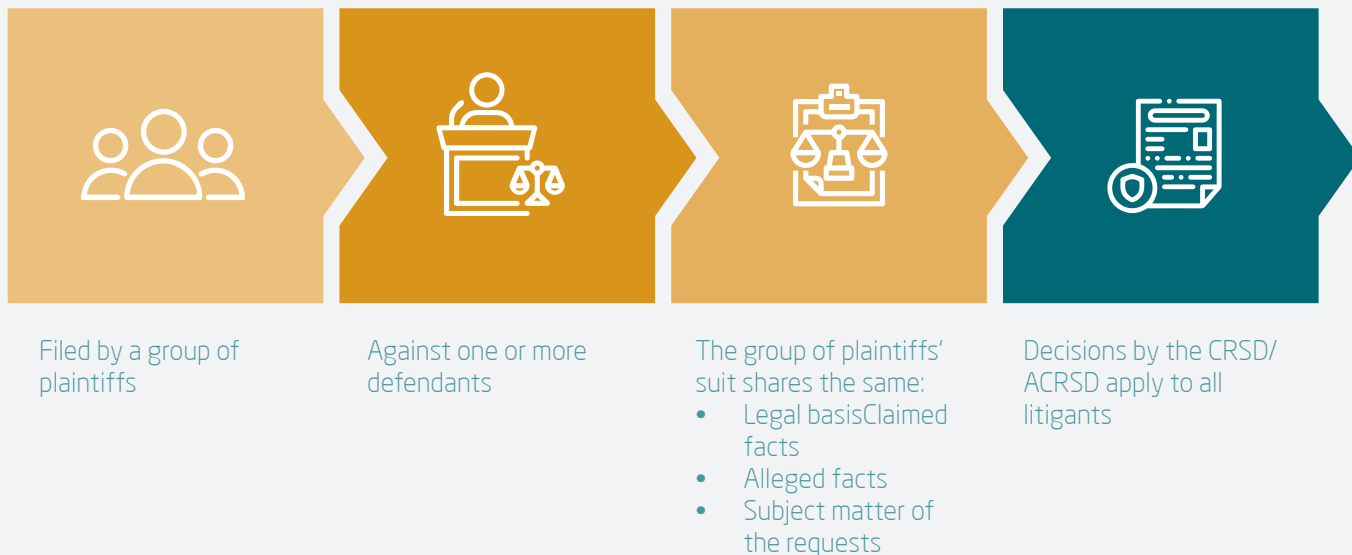 Filed by a group of
plaintiffs
Against one or more
defendants
The group of plaintiffs'
suit shares the same:
• Legal basisClaimed
facts
• Alleged facts
• Subject matter of
the requests
Decisions by the CRSD/
ACRSD apply to all
litigants